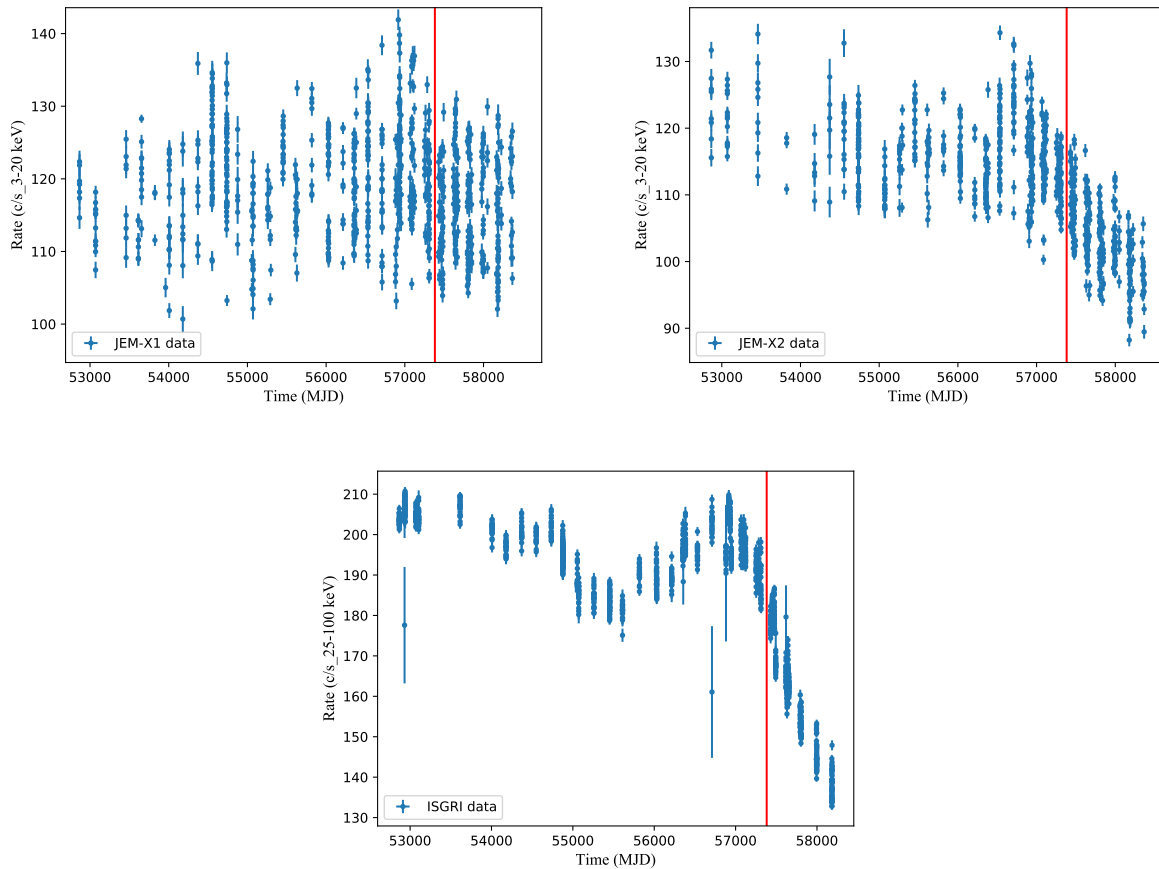 140
130
120
110
100
Rate (c/s_3-20 keV)
JEM-X1 data
53000 54000 55000 56000 57000 58000
Time (MJD)
130
120
110
100
90
Rate (c/s_3-20 keV)
JEM-X2 data
53000 54000 55000 56000 57000 58000
Time (MJD)
210
200
190
180
170
160
150
140
130
Rate (c/s_25-100 keV)
ISGRI data
53000 54000 55000 56000 57000 58000
Time (MJD)